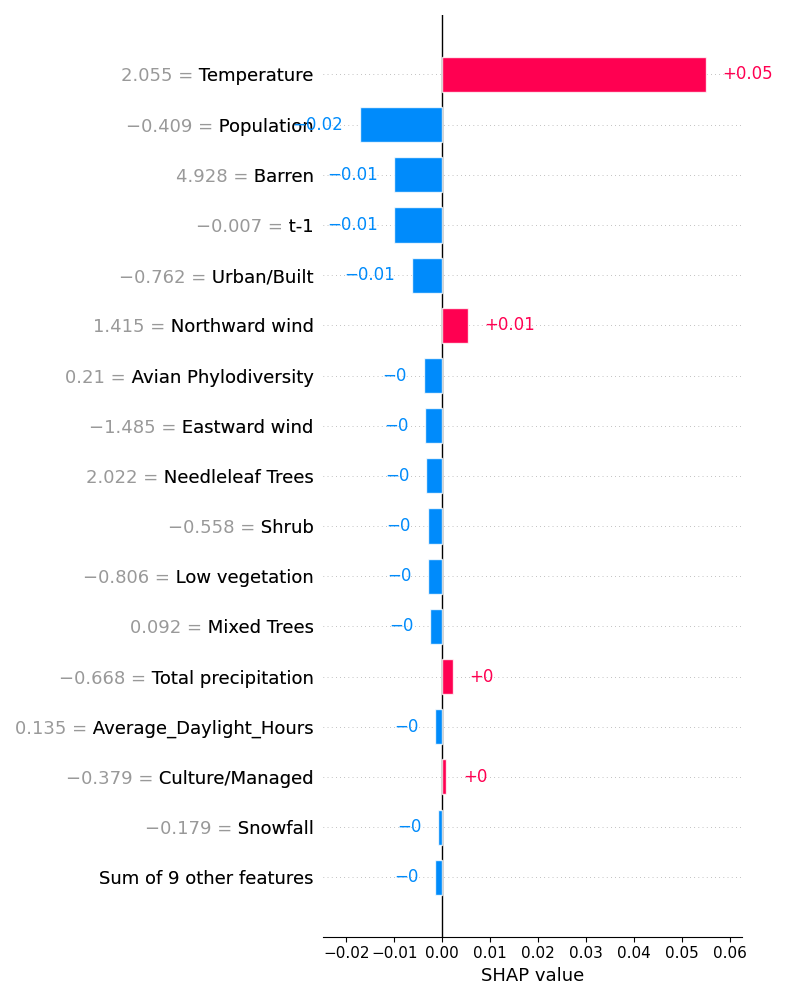 2.055 = Temperature +0.05
−0.409 = Population −0.02
4.928 = Barren −0.01
−0.007 = t-1 −0.01
−0.762 = Urban/Built −0.01
1.415 = Northward wind +0.01
0.21 = Avian Phylodiversity −0
−1.485 = Eastward wind −0
2.022 = Needleleaf Trees −0
−0.558 = Shrub −0
−0.806 = Low vegetation −0
0.092 = Mixed Trees −0
−0.668 = Total precipitation +0
0.135 = Average_Daylight_Hours −0
−0.379 = Culture/Managed +0
−0.179 = Snowfall −0
Sum of 9 other features −0
−0.02 −0.01 0.00 0.01 0.02 0.03 0.04 0.05 0.06
SHAP value